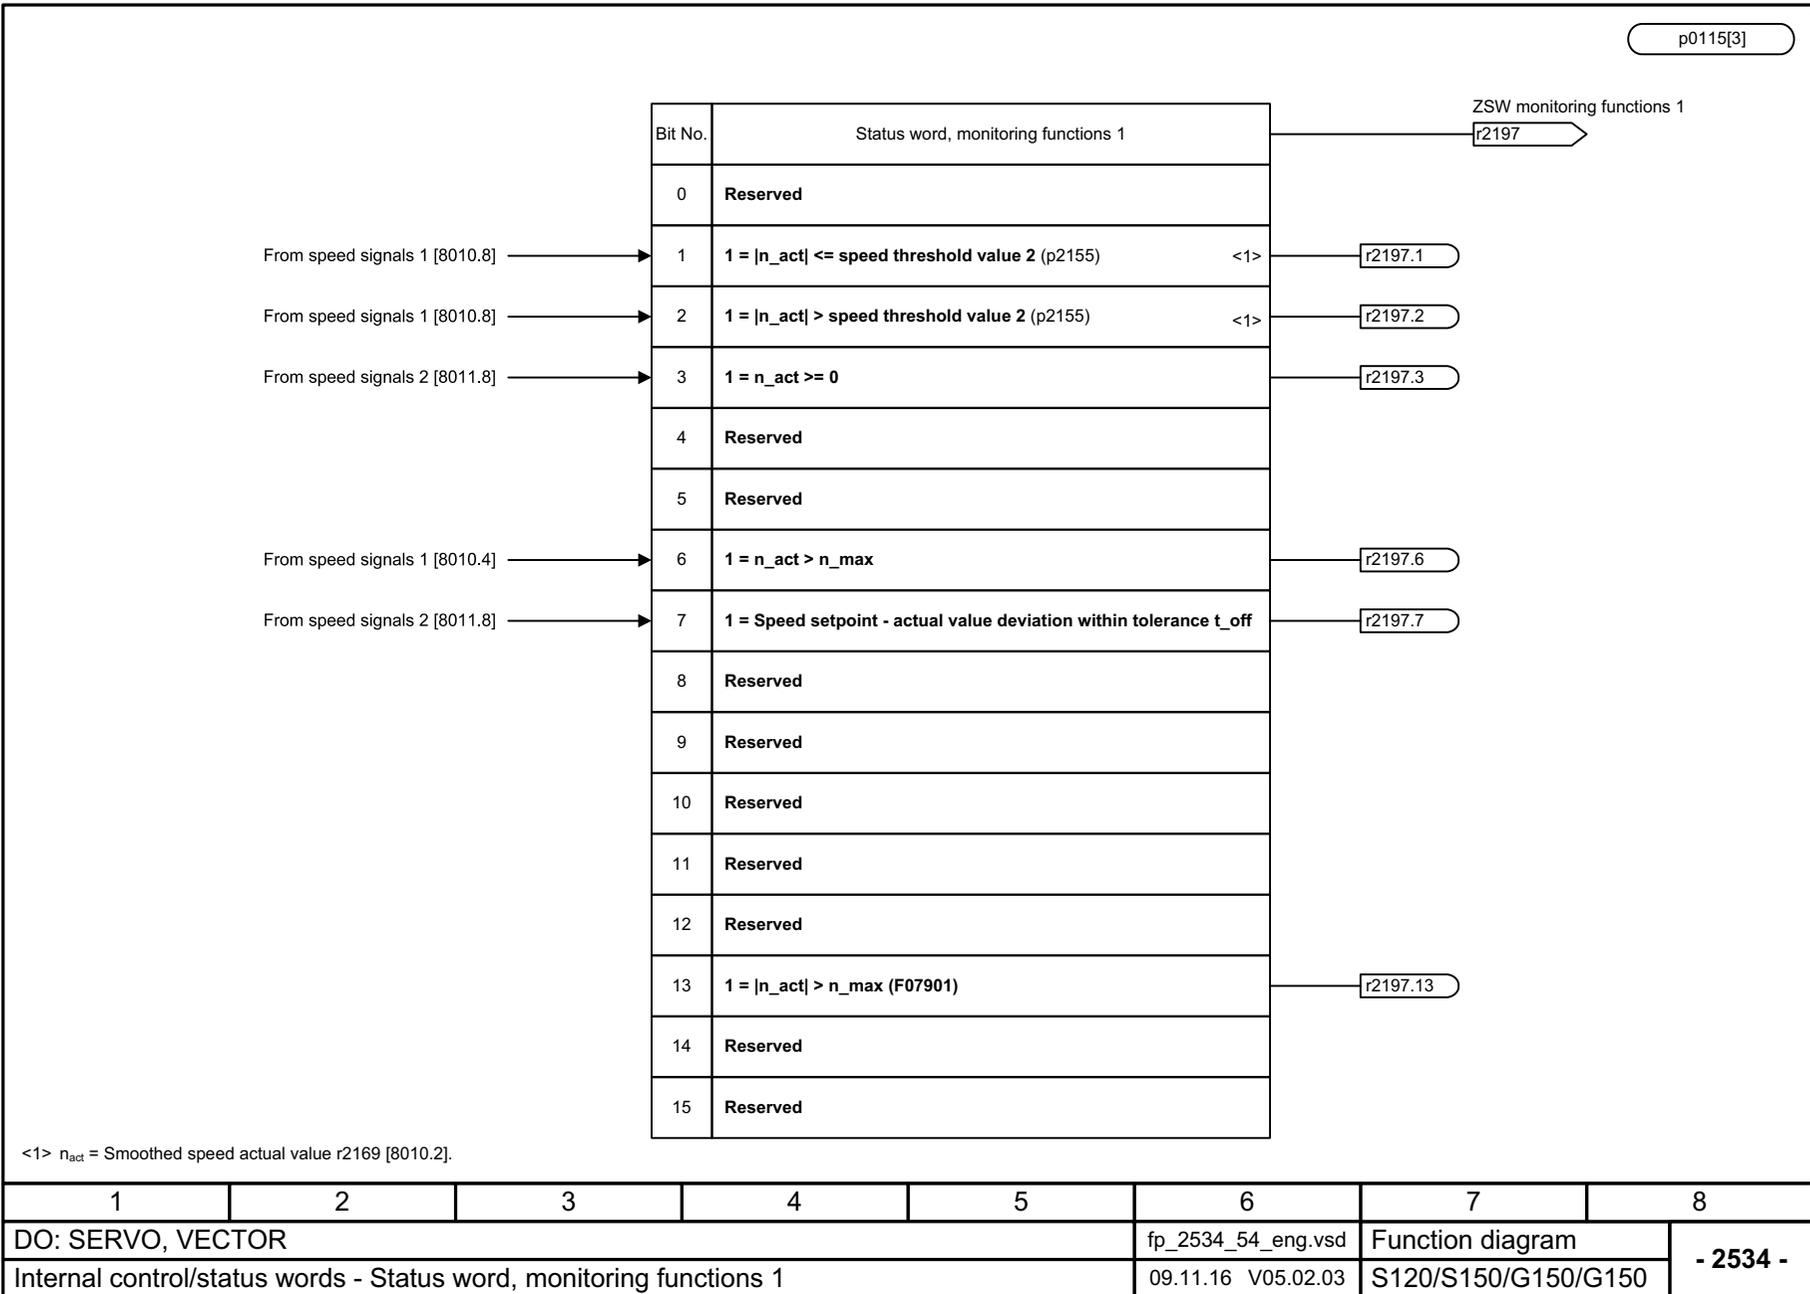 p0115[3]
ZSW monitoring functions 1
Bit No. Status word, monitoring functions 1 r2197
0 Reserved
From speed signals 1 [8010.8] 1 1 = |n_act| <= speed threshold value 2 (p2155) <1> r2197.1
From speed signals 1 [8010.8] 2 1 = |n_act| > speed threshold value 2 (p2155) <1> r2197.2
From speed signals 2 [8011.8] 3 1 = n_act >= 0 r2197.3
4 Reserved
5 Reserved
From speed signals 1 [8010.4] 6 1 = n_act > n_max r2197.6
From speed signals 2 [8011.8] 7 1 = Speed setpoint - actual value deviation within tolerance t_off r2197.7
8 Reserved
9 Reserved
10 Reserved
11 Reserved
12 Reserved
13 1 = |n_act| > n_max (F07901) r2197.13
14 Reserved
15 Reserved
<1> nact = Smoothed speed actual value r2169 [8010.2].
1 2 3 4 5 6 7 8
DO: SERVO, VECTOR fp_2534_54_eng.vsd Function diagram - 2534 -
Internal control/status words - Status word, monitoring functions 1 09.11.16 V05.02.03 S120/S150/G150/G150